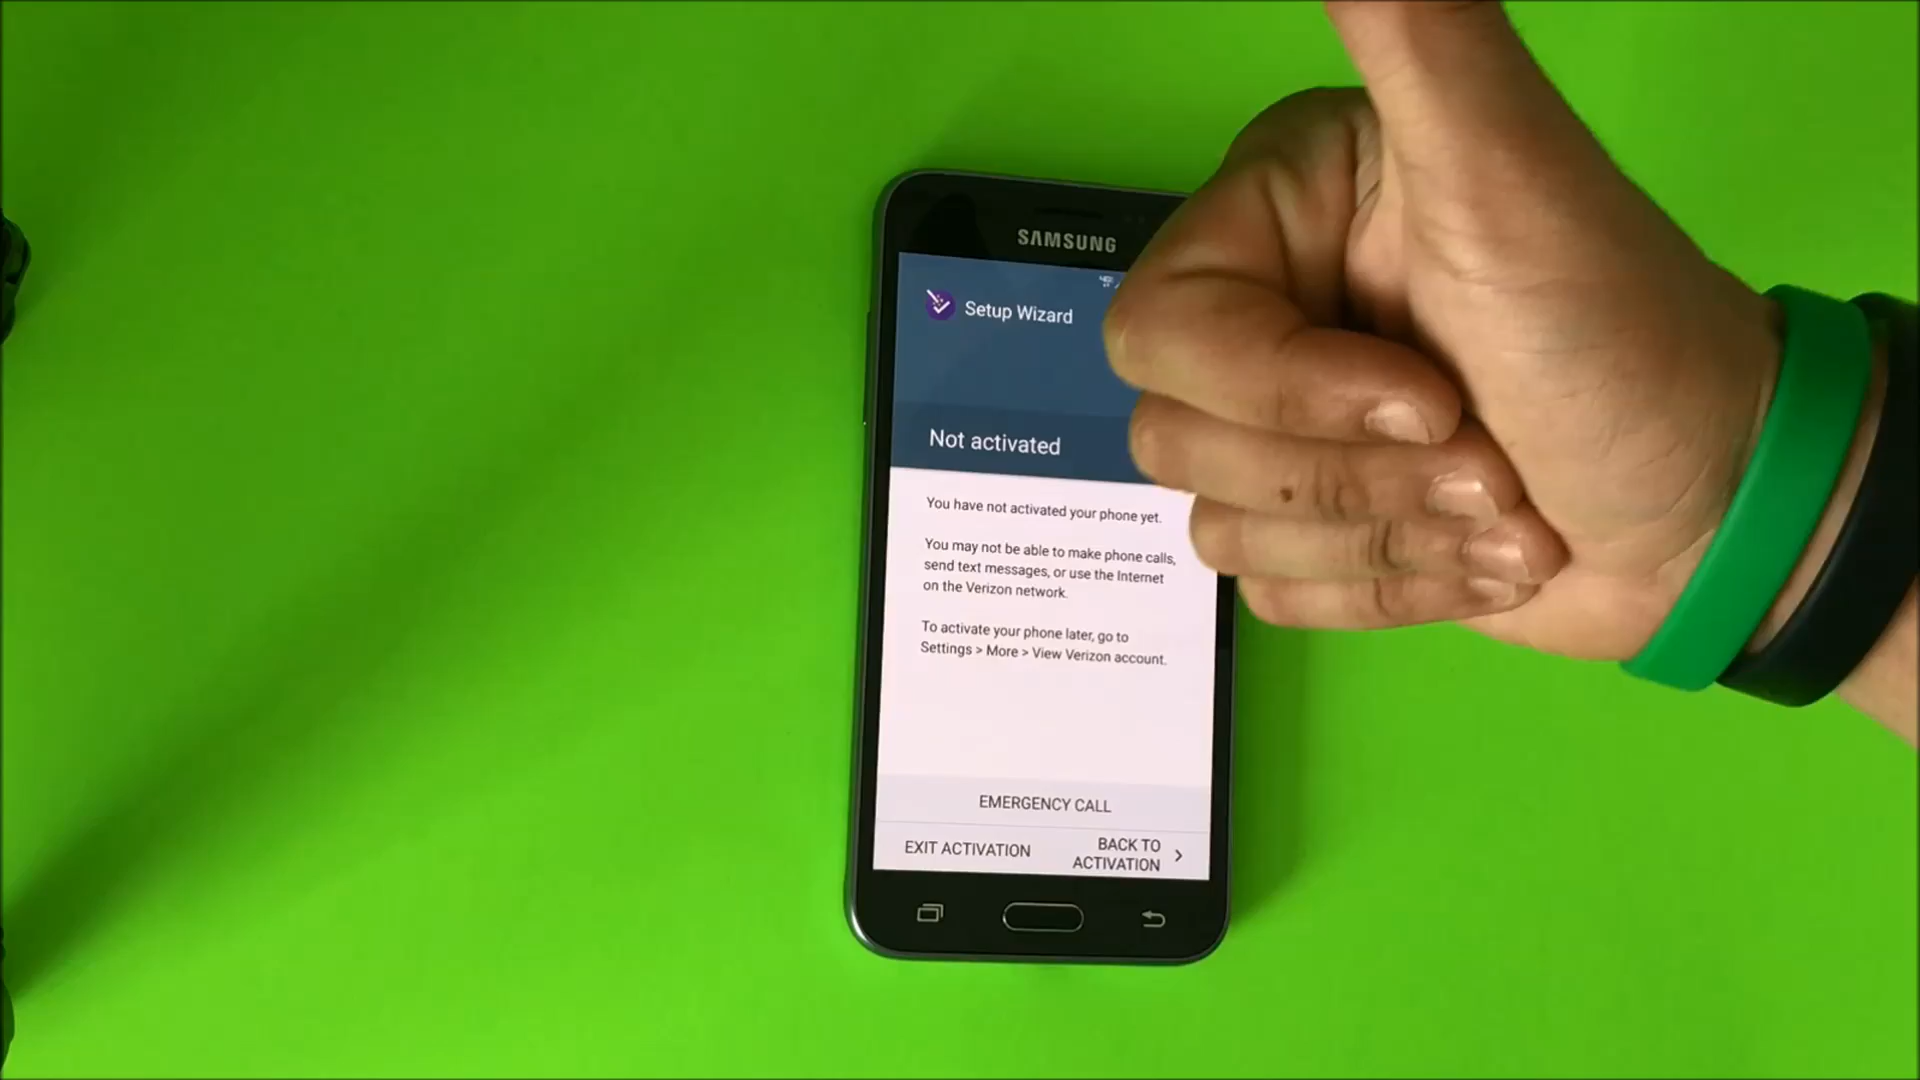 SAMSUNG
Setup Wizard
Not activated
You have not activated your phone yet.
You may not be able to make phone calls,
send text messages, or use the Internet
on the Verizon network.
To activate your phone later, go to
Settings > More > View Verizon account.
EMERGENCY CALL
EXIT ACTIVATION
BACK TO
ACTIVATION >